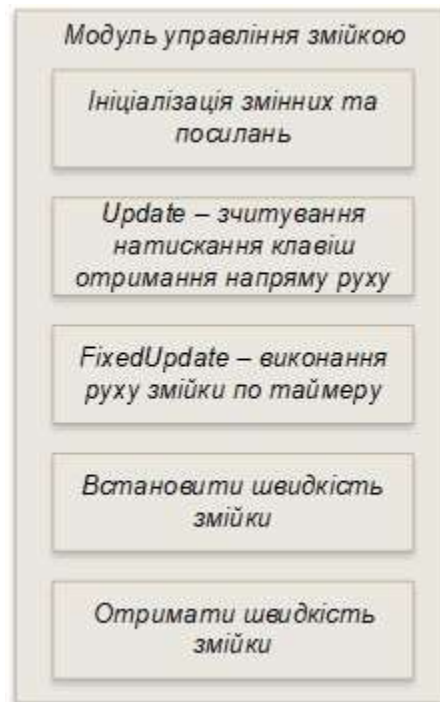 Модуль управління змійкою
Ініціалізація змінних та
посилань
Update – зчитування
натискання клавіш
отримання напряму руху
FixedUpdate – виконання
руху змійки по таймеру
Встановити швидкість
змійки
Отримати швидкість
змійки